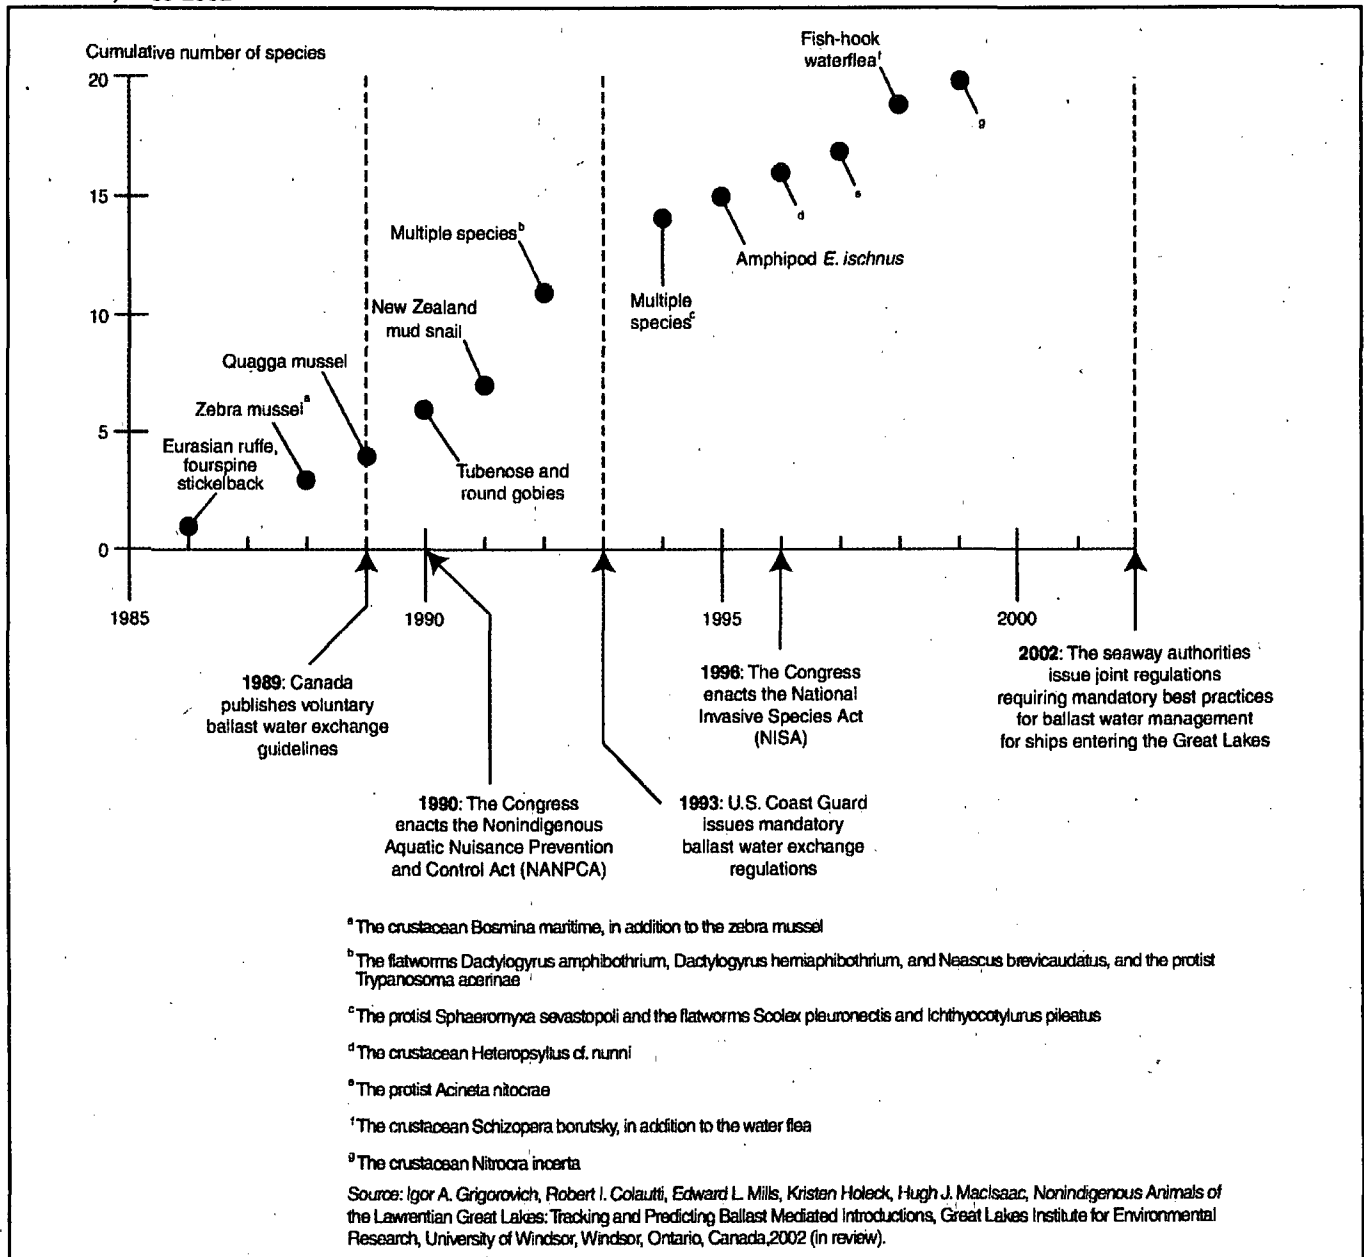 Cumulative number of species
20
15
10
5
0
Fish-hook
waterflea f
g
e
d
Amphipod E. ischnus
Multiple
species c
Multiple species b
New Zealand
mud snail
Quagga mussel
Zebra mussel a
Eurasian ruffe,
fourspine
stickelback
Tubenose and
round gobies
1985
1990
1995
2000
1989: Canada
publishes voluntary
ballast water exchange
guidelines
1990: The Congress
enacts the Nonindigenous
Aquatic Nuisance Prevention
and Control Act (NANPCA)
1993: U.S. Coast Guard
issues mandatory
ballast water exchange
regulations
1996: The Congress
enacts the National
Invasive Species Act
(NISA)
2002: The seaway authorities
issue joint regulations
requiring mandatory best practices
for ballast water management
for ships entering the Great Lakes
a The crustacean Bosmina maritime, in addition to the zebra mussel
b The flatworms Dactylogyrus amphibothrium, Dactylogyrus hemiaphibothrium, and Neascus brevicaudatus, and the protist
Trypanosoma acerinae
c The protist Sphaeromyxa sevastopoli and the flatworms Scolex pleuronectis and Ichthyocotylurus pileatus
d The crustacean Heteropsyllus cf. nunni
e The protist Acineta nitocrae
f The crustacean Schizopera borutsky, in addition to the water flea
g The crustacean Nitrocra incerta
Source: Igor A. Grigorovich, Robert I. Colautti, Edward L. Mills, Kristen Holeck, Hugh J. MacIsaac, Nonindigenous Animals of
the Lawrentian Great Lakes: Tracking and Predicting Ballast Mediated Introductions, Great Lakes Institute for Environmental
Research, University of Windsor, Windsor, Ontario, Canada,2002 (in review).